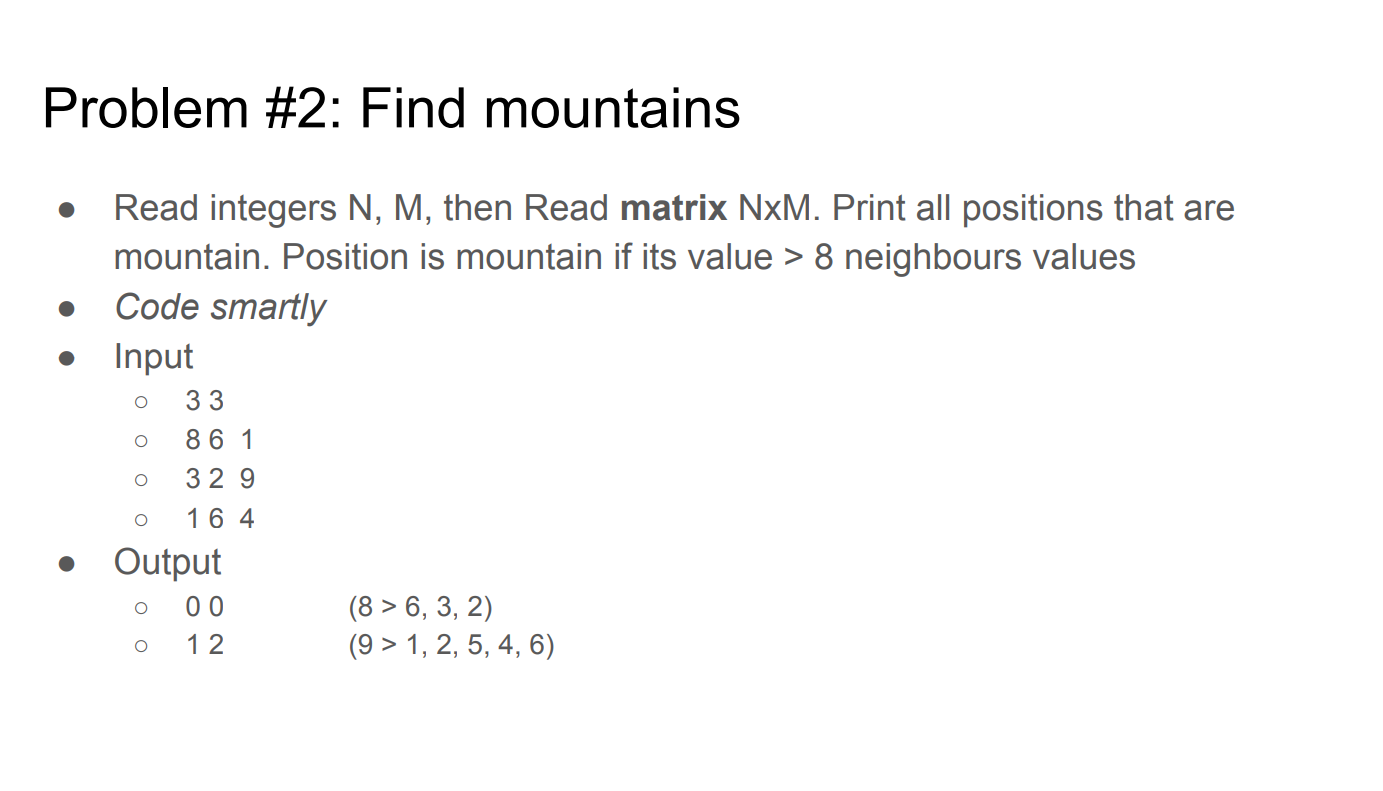 Problem #2: Find mountains
● Read integers N, M, then Read matrix NxM. Print all positions that are
mountain. Position is mountain if its value > 8 neighbours values
● Code smartly
● Input
○ 3 3
○ 8 6 1
○ 3 2 9
○ 1 6 4
● Output
○ 0 0 (8 > 6, 3, 2)
○ 1 2 (9 > 1, 2, 5, 4, 6)